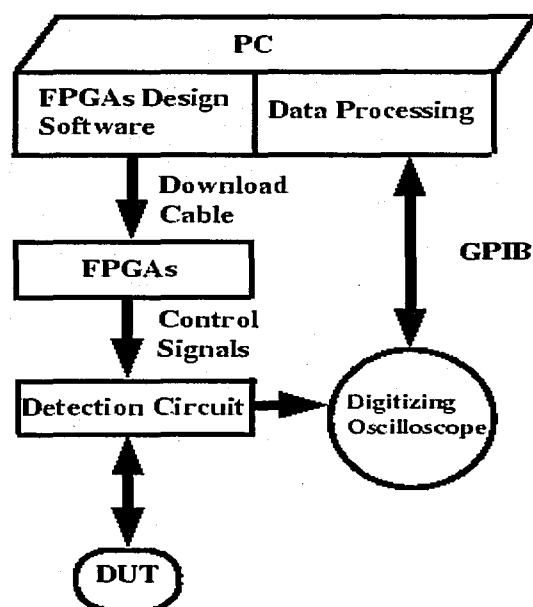 PC
FPGAs Design
Software
Data Processing
Download
Cable
GPIB
FPGAs
Control
Signals
Detection Circuit
Digitizing
Oscilloscope
DUT